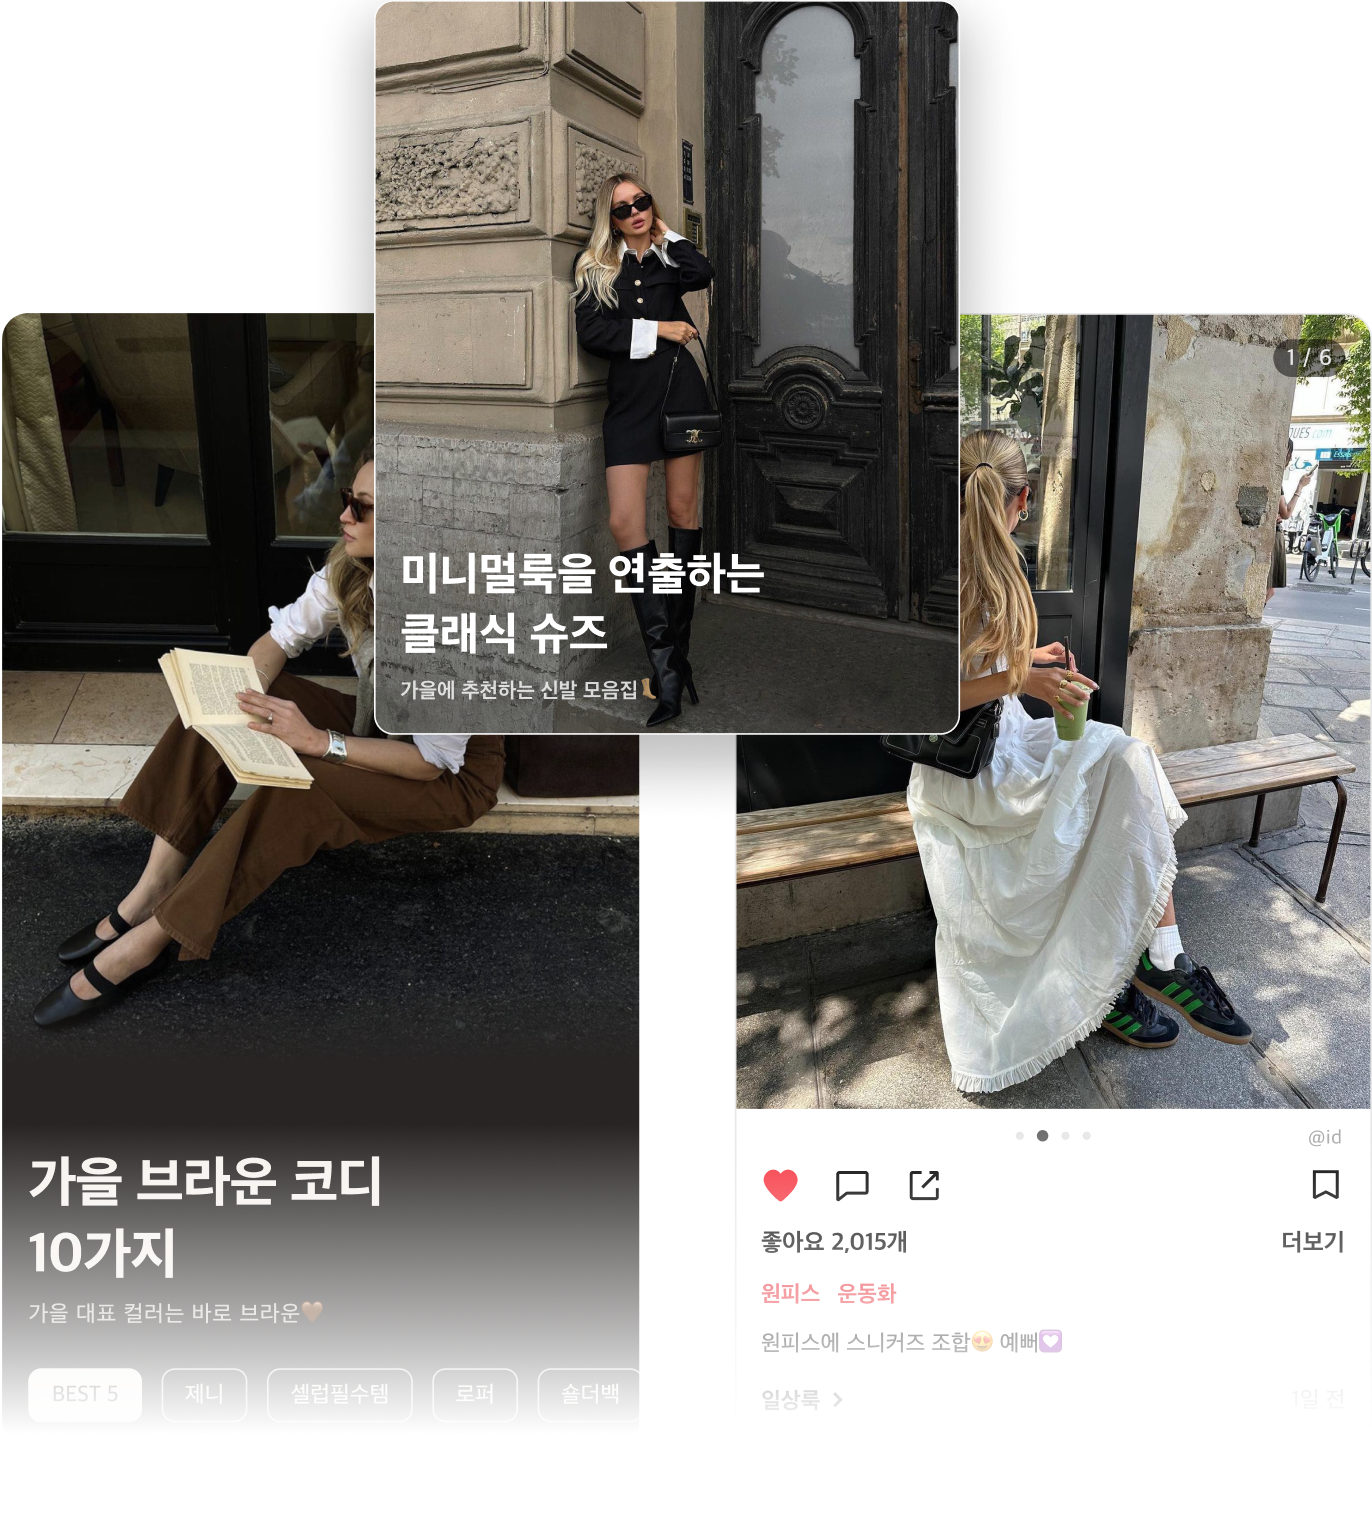 미니멀룩을 연출하는
클래식 슈즈
가을에 추천하는 신발 모음집
가을 브라운 코디
10가지
가을 대표 컬러는 바로 브라운🤎
BEST 5 제니 셀럽필수템 로퍼 숄더백
1 / 6
@id
좋아요 2,015개 더보기
원피스 운동화
원피스에 스니커즈 조합😍 예뻐💟
일상룩 >
1일 전